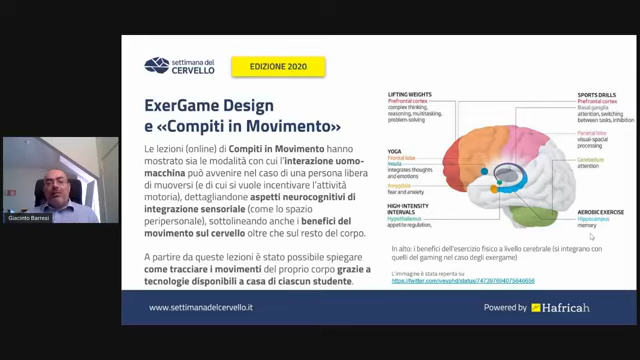 settimana del
CERVELLO
EDIZIONE 2020
ExerGame Design
e «Compiti in Movimento»
Le lezioni (online) di Compiti in Movimento hanno
mostrato sia le modalità con cui l'interazione uomo-
macchina può avvenire nel caso di una persona libera
di muoversi (e di cui si vuole incentivare l'attività
motoria), dettagliandone aspetti neurocognitivi di
integrazione sensoriale (come lo spazio
peripersonale), sottolineando anche i benefici del
movimento sul cervello oltre che sul resto del corpo.
A partire da queste lezioni è stato possibile spiegare
come tracciare i movimenti del proprio corpo grazie a
tecnologie disponibili a casa di ciascun studente.
LIFTING WEIGHTS
Prefrontal cortex
complex thinking,
reasoning, multitasking,
problem-solving
YOGA
Frontal lobe
Insula
integrates thoughts
and emotions
Amygdala
fear and anxiety
HIGH-INTENSITY
INTERVALS
Hypothalamus
appetite regulation,
SPORTS DRILLS
Prefrontal cortex
Basal ganglia
attention, switching
between tasks, inhibition
Parietal lobe
visual-spacial
processing
Cerebellum
attention
AEROBIC EXERCISE
Hippocampus
memory
In alto: i benefici dell'esercizio fisico a livello cerebrale (si integrano con
quelli del gaming nel caso degli exergame)
L'immagine è stata reperita su
Giacinto Barresi
www.settimanadelcervello.it
Powered by
Hafricah